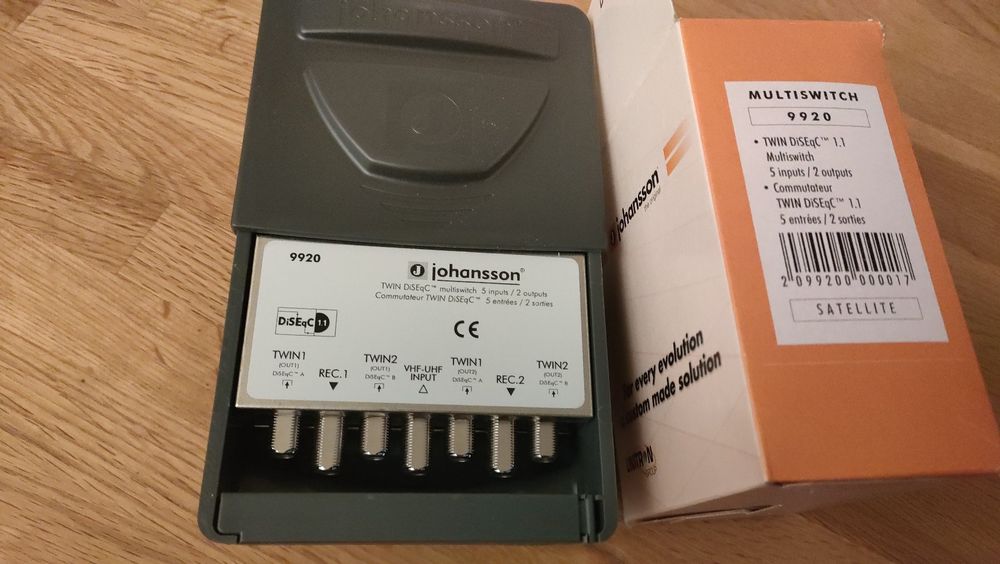 johansson
9920
johansson®
TWIN DiSEqC™ multiswitch 5 inputs / 2 outputs
Commutateur TWIN DiSEqC™ 5 entrées / 2 sorties
DiSEqC 1.1
CE
TWIN1
(OUT1)
DiSEqC™ A
REC.1
TWIN2
(OUT1)
DiSEqC™ B
VHF-UHF
INPUT
TWIN1
(OUT2)
DiSEqC™ A
REC.2
TWIN2
(OUT2)
DiSEqC™ B
johansson®
For every evolution
a custom made solution
UNITRON
GROUP
MULTISWITCH
9920
• TWIN DiSEqC™ 1.1
Multiswitch
5 inputs / 2 outputs
• Commutateur
TWIN DiSEqC™ 1.1
5 entrées / 2 sorties
2 099200 000017
SATELLITE